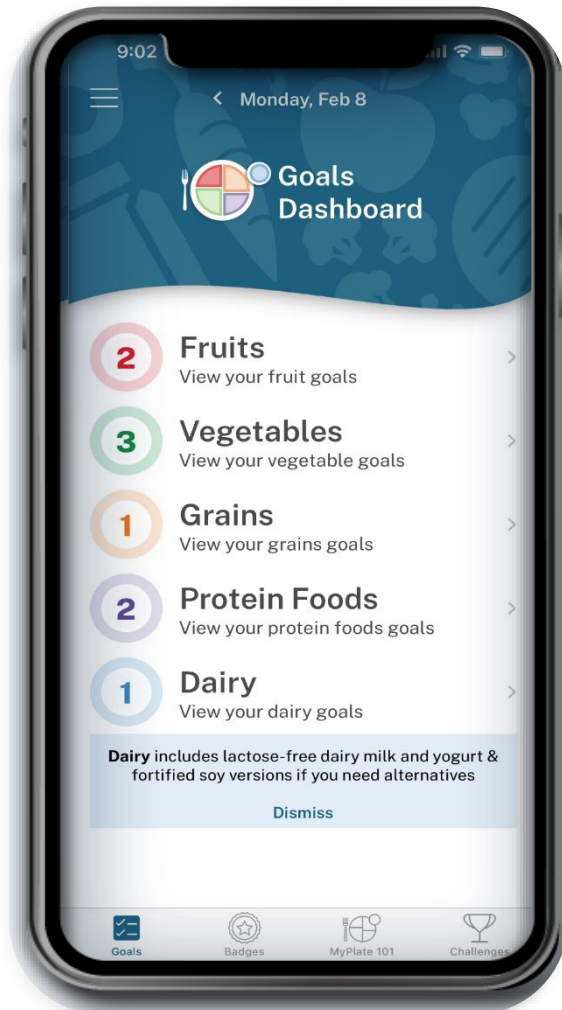 9:02
Monday, Feb 8
Goals
Dashboard
2
Fruits
View your fruit goals
3
Vegetables
View your vegetable goals
1
Grains
View your grains goals
2
Protein Foods
View your protein foods goals
1
Dairy
View your dairy goals
Dairy includes lactose-free dairy milk and yogurt &
fortified soy versions if you need alternatives
Dismiss
Goals
Badges
MyPlate 101
Challenges